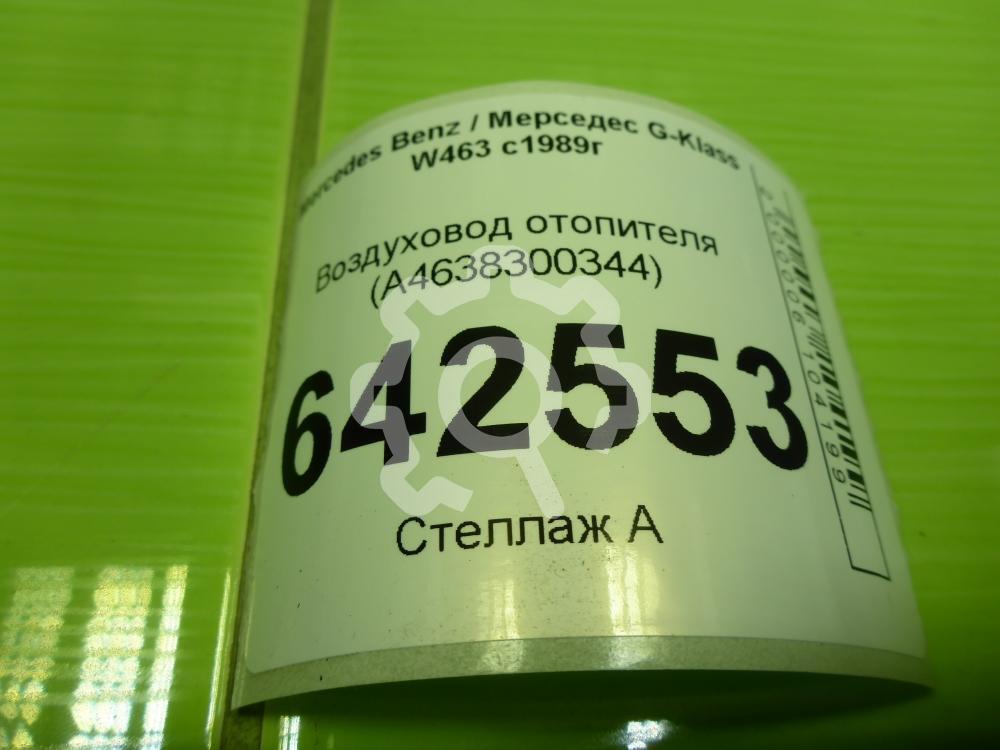 Mercedes Benz / Мерседес G-Klass
W463 с1989г
Воздуховод отопителя
(A4638300344)
642553
Стеллаж А